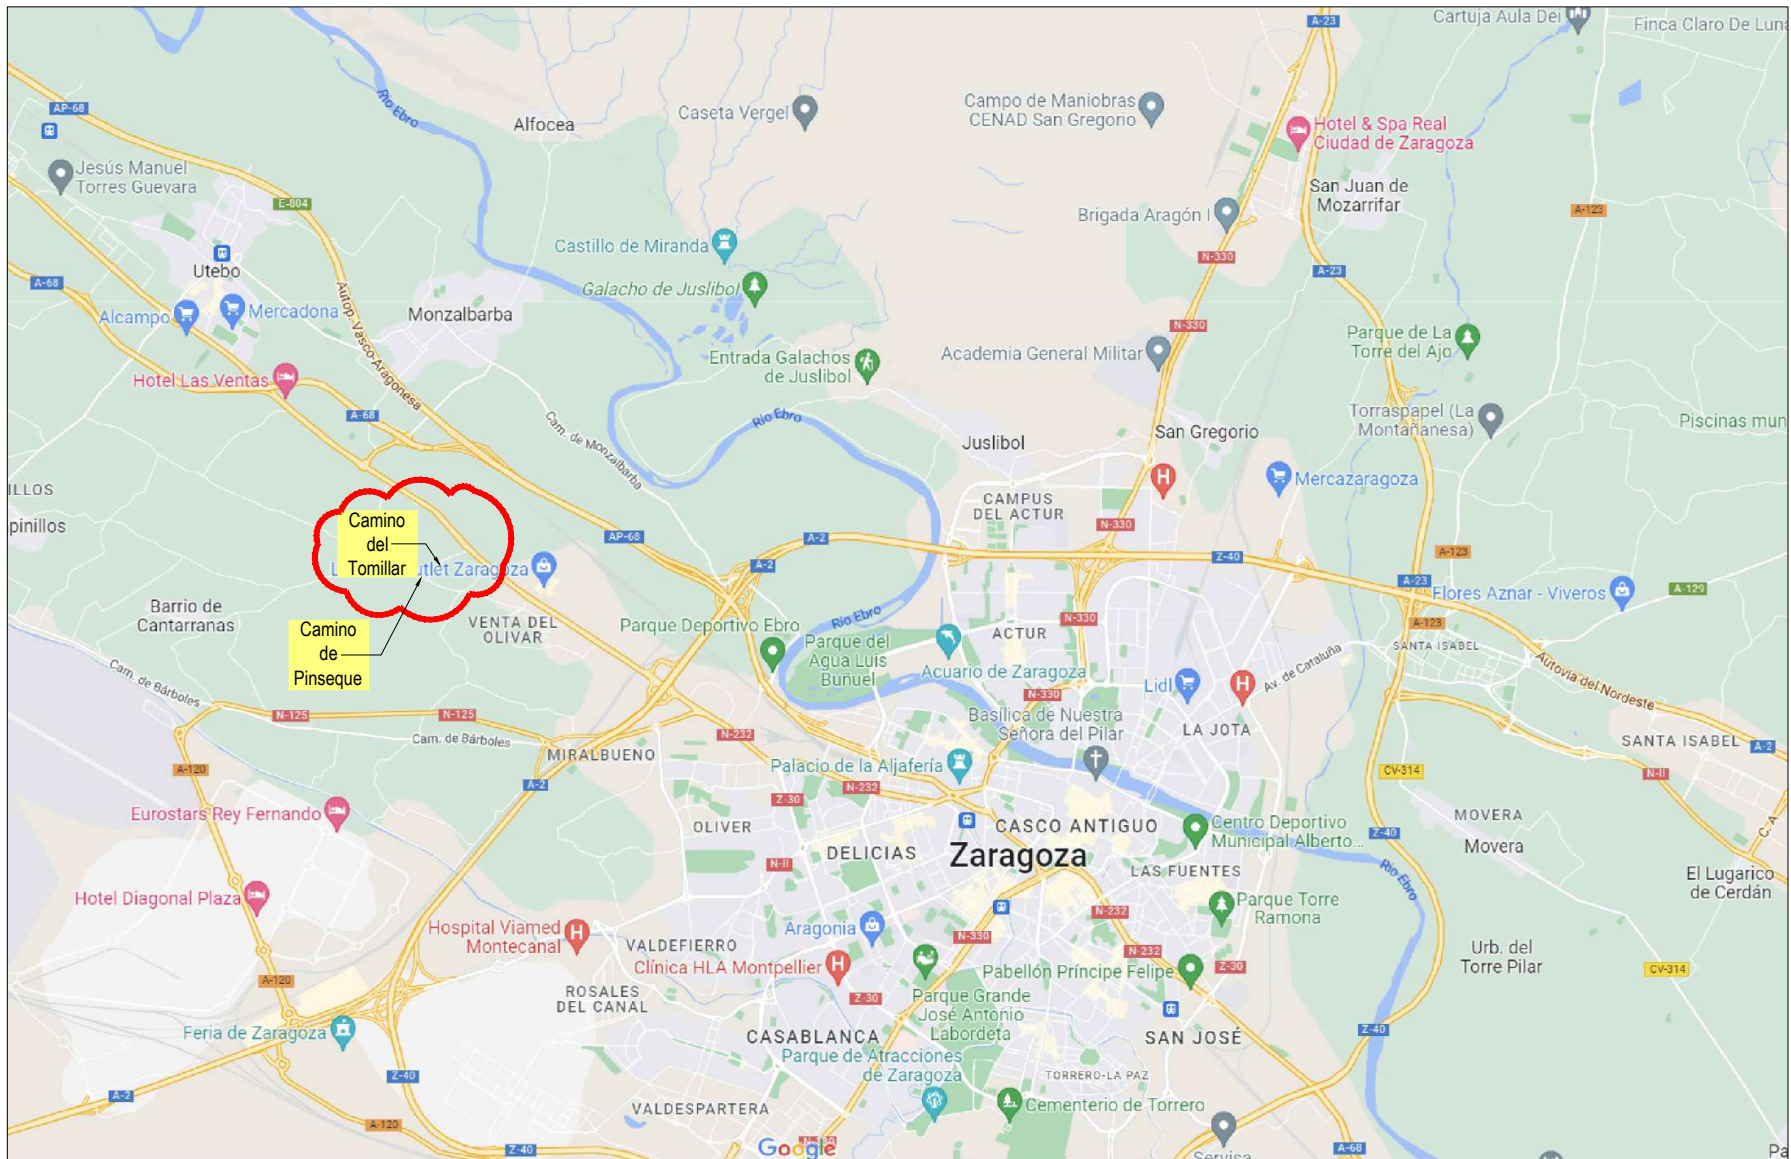 A-23
Cartuja Aula Dei
Finca Claro De Luna
AP-68
Río Ebro
Alfocea
Caseta Vergel
Campo de Maniobras
CENAD San Gregorio
Hotel & Spa Real
Ciudad de Zaragoza
Jesús Manuel
Torres Guevara
E-804
San Juan de
Mozarrifar
A-123
Brigada Aragón I
Castillo de Miranda
N-330
A-23
Utebo
A-68
Galacho de Juslibol
Autop. Vasco-Aragonesa
Alcampo
Mercadona
Monzalbarba
N-330
Parque de La
Torre del Ajo
Entrada Galachos
de Juslibol
Academia General Militar
Hotel Las Ventas
A-68
Cam. de Monzalbarba
Río Ebro
Torraspapel (La
Montañanesa)
Piscinas mun
Juslibol
San Gregorio
Mercazaragoza
ILLOS
pinillos
CAMPUS
DEL ACTUR
Camino
del
Tomillar
L
utlet Zaragoza
AP-68
A-2
N-330
Z-40
A-123
A-2
A-23
Flores Aznar - Viveros
A-129
Barrio de
Cantarranas
VENTA DEL
OLIVAR
Camino
de
Pinseque
Parque Deportivo Ebro
Río Ebro
N-330
A-123
ACTUR
Parque del
Agua Luis
Buñuel
Acuario de Zaragoza
SANTA ISABEL
Av. de Cataluña
Autovía del Nordeste
Cam. de Bárboles
Lidl
N-330
N-125
N-125
Cam. de Bárboles
Basílica de Nuestra
Señora del Pilar
LA JOTA
N-232
SANTA ISABEL
A-2
MIRALBUENO
A-120
A-2
Palacio de la Aljafería
N-232
CV-314
N-II
Z-30
Eurostars Rey Fernando
OLIVER
CASCO ANTIGUO
Centro Deportivo
Municipal Alberto...
MOVERA
Movera
Z-40
C. A
DELICIAS
Zaragoza
N-II
LAS FUENTES
Río Ebro
El Lugarico
de Cerdán
Hotel Diagonal Plaza
Parque Torre
Ramona
N-232
Hospital Viamed
Montecanal
Aragonia
VALDEFIERRO
N-330
N-232
Urb. del
Torre Pilar
Clínica HLA Montpellier
Pabellón Príncipe Felipe
Z-30
CV-314
A-120
ROSALES
DEL CANAL
Z-30
Parque Grande
José Antonio
Labordeta
Feria de Zaragoza
CASABLANCA
SAN JOSÉ
Z-40
Parque de Atracciones
de Zaragoza
TORRERO-LA PAZ
Z-40
A-2
VALDESPARTERA
Cementerio de Torrero
A-120
Z-40
Google
Servisa
A-68
Pa